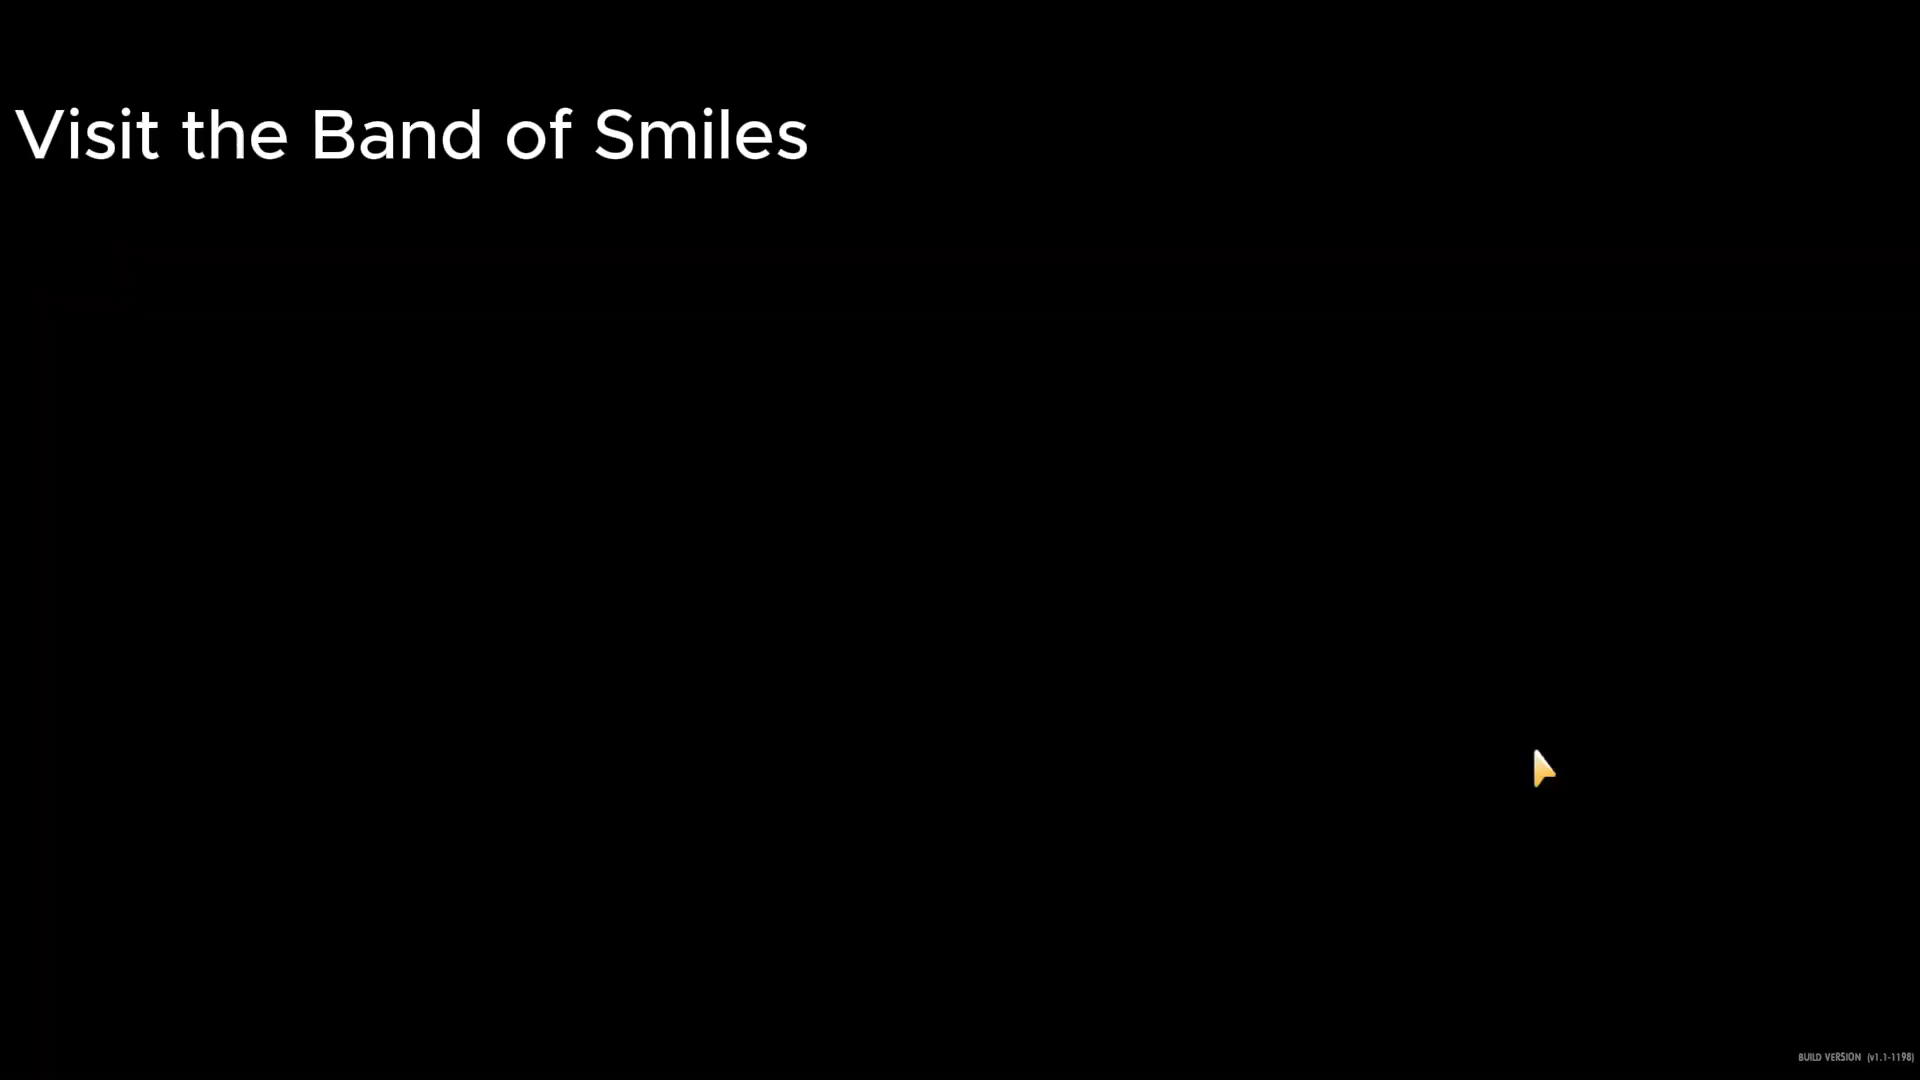 Visit the Band of Smiles
BUILD VERSION (v1.1-1198)